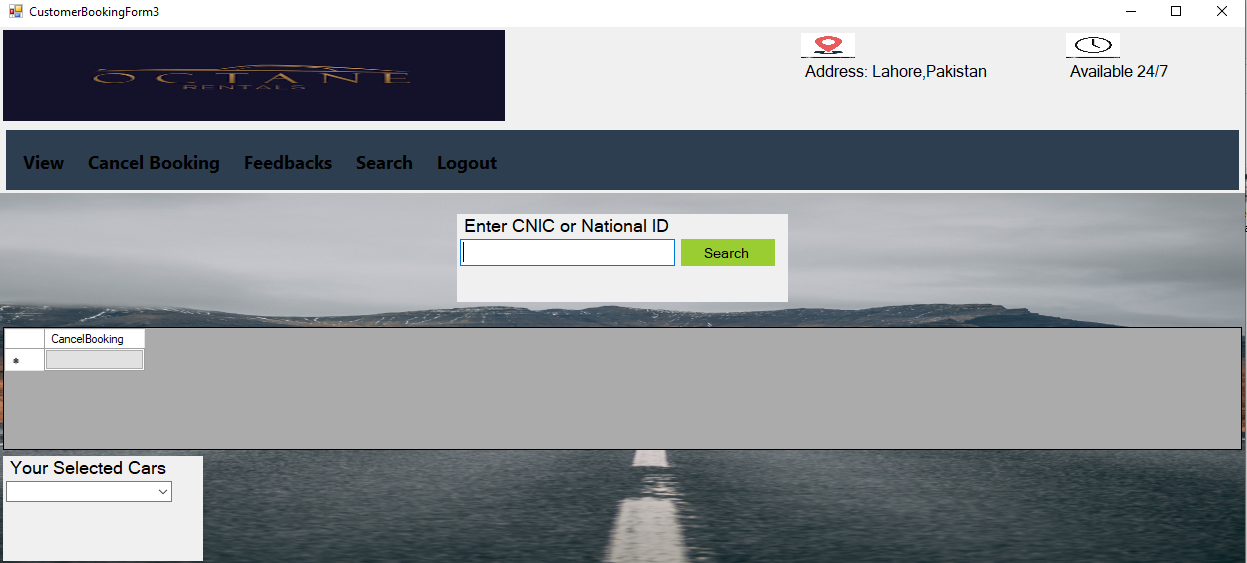 CustomerBookingForm3
OCTANE
RENTALS
Address: Lahore,Pakistan
Available 24/7
View Cancel Booking Feedbacks Search Logout
Enter CNIC or National ID
Search
CancelBooking
*
Your Selected Cars